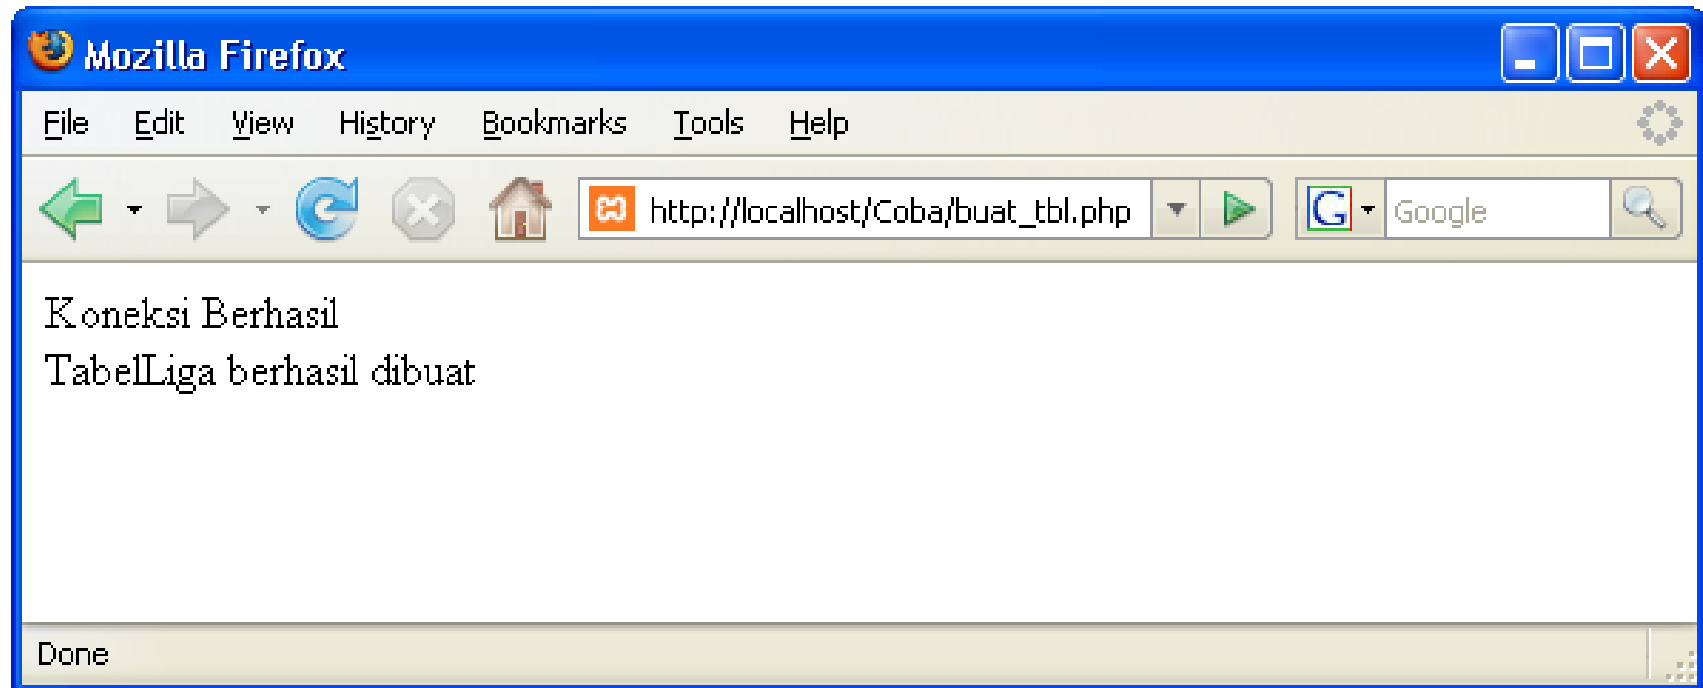 Mozilla Firefox
File Edit View History Bookmarks Tools Help
http://localhost/Coba/buat_tbl.php G Google
Koneksi Berhasil
TabelLiga berhasil dibuat
Done